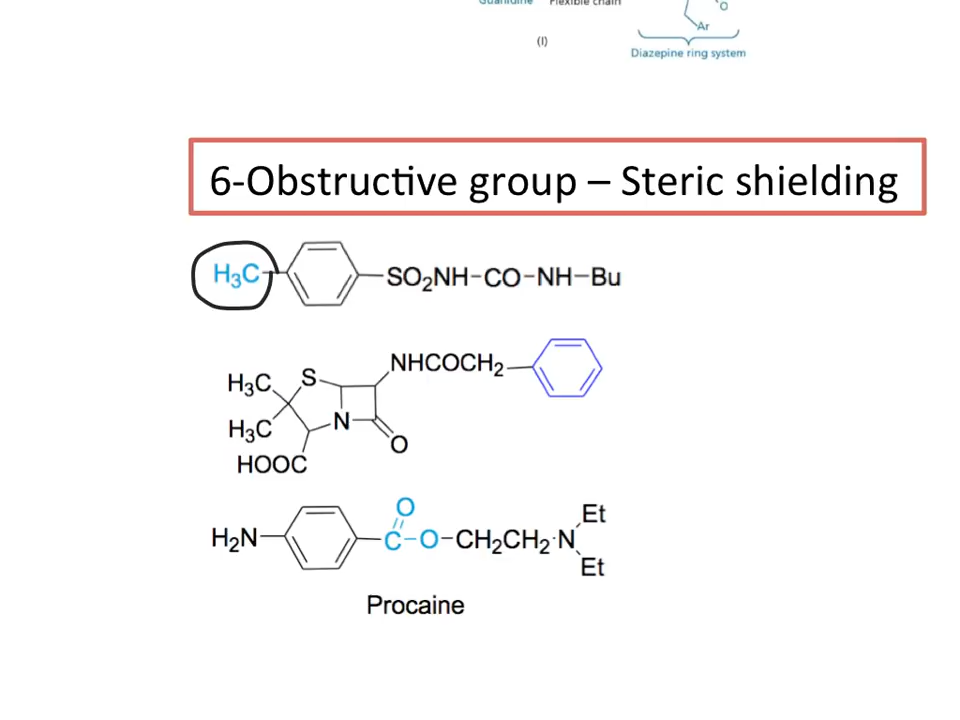 Guanidine Flexible chain
O
Ar
(I)
Diazepine ring system
6-Obstructive group – Steric shielding
H₃C SO₂NH-CO-NH-Bu
NHCOCH₂
H₃C S
H₃C N
O
HOOC
O Et
H₂N C-O-CH₂CH₂·N
Et
Procaine